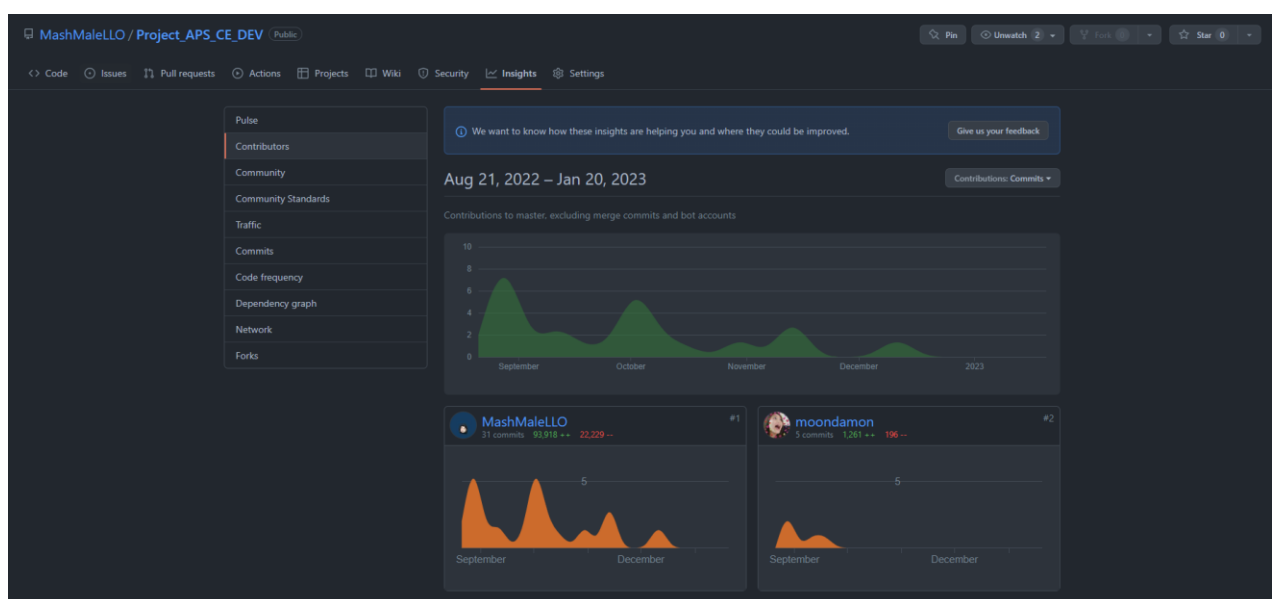 MashMaleLLO / Project_APS_CE_DEV Public
Pin
Unwatch 2
Fork
Star 0
<> Code
Issues
Pull requests
Actions
Projects
Wiki
Security
Insights
Settings
Pulse
Contributors
Community
Community Standards
Traffic
Commits
Code frequency
Dependency graph
Network
Forks
We want to know how these insights are helping you and where they could be improved.
Give us your feedback
Aug 21, 2022 – Jan 20, 2023
Contributions: Commits
Contributions to master, excluding merge commits and bot accounts
10
8
6
4
2
0
September October November December 2023
MashMaleLLO #1
31 commits 93,918 ++ 22,229 --
5
September December
moondamon #2
5 commits 1,261 ++ 196 --
5
September December